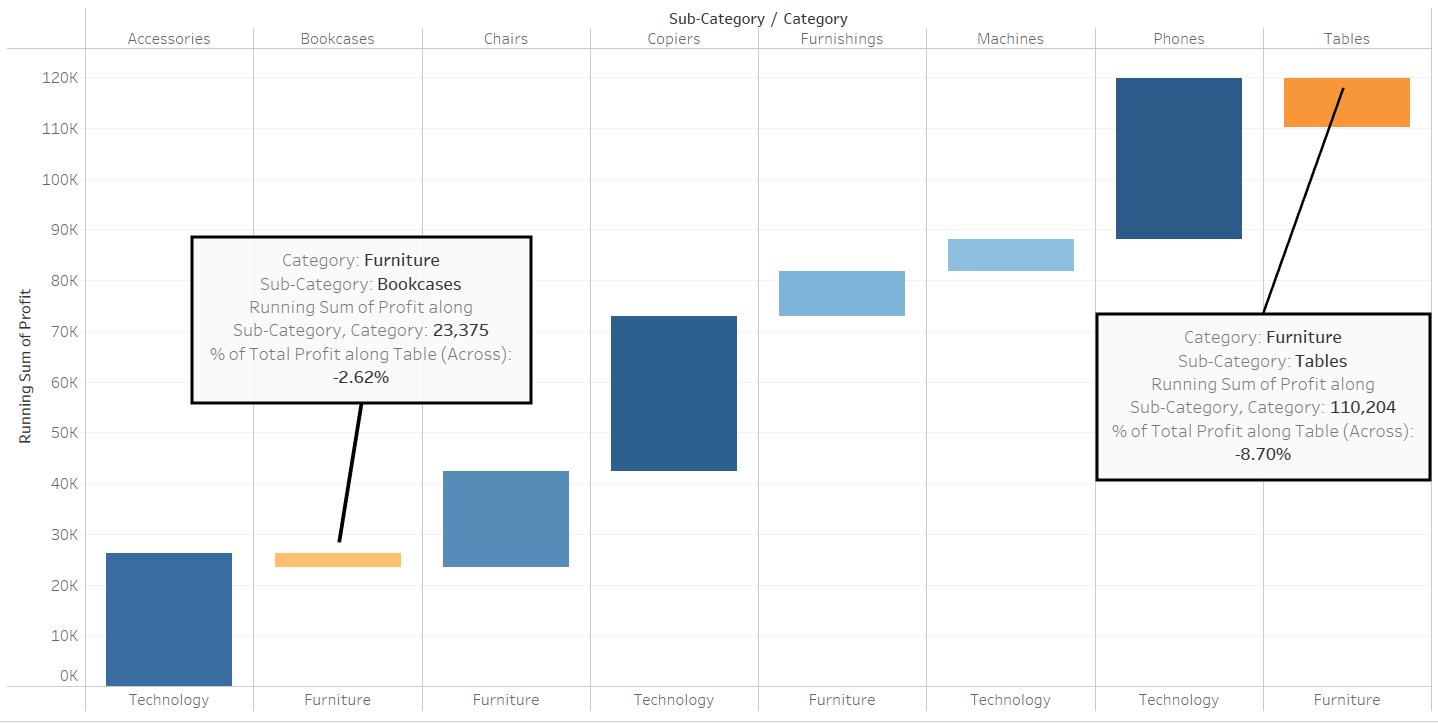 Sub-Category / Category
Accessories Bookcases Chairs Copiers Furnishings Machines Phones Tables
120K
110K
100K
90K
80K
70K
60K
50K
40K
30K
20K
10K
0K
Running Sum of Profit
Category: Furniture
Sub-Category: Bookcases
Running Sum of Profit along
Sub-Category, Category: 23,375
% of Total Profit along Table (Across):
-2.62%
Category: Furniture
Sub-Category: Tables
Running Sum of Profit along
Sub-Category, Category: 110,204
% of Total Profit along Table (Across):
-8.70%
Technology Furniture Furniture Technology Furniture Technology Technology Furniture